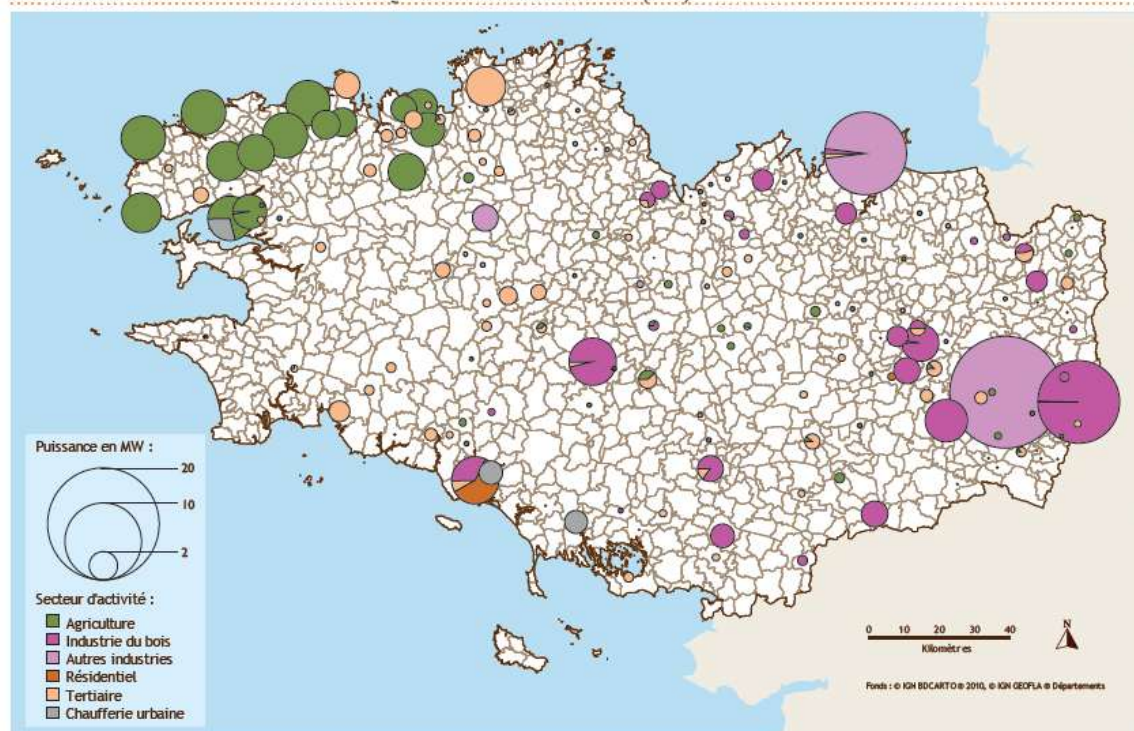 Puissance en MW :
20
10
2
Secteur d'activité :
Agriculture
Industrie du bois
Autres industries
Résidentiel
Tertiaire
Chaufferie urbaine
N
0 10 20 30 40
Kilomètres
Fonds : © IGN BDCARTO ® 2010, © IGN GEOFLA ® Départements